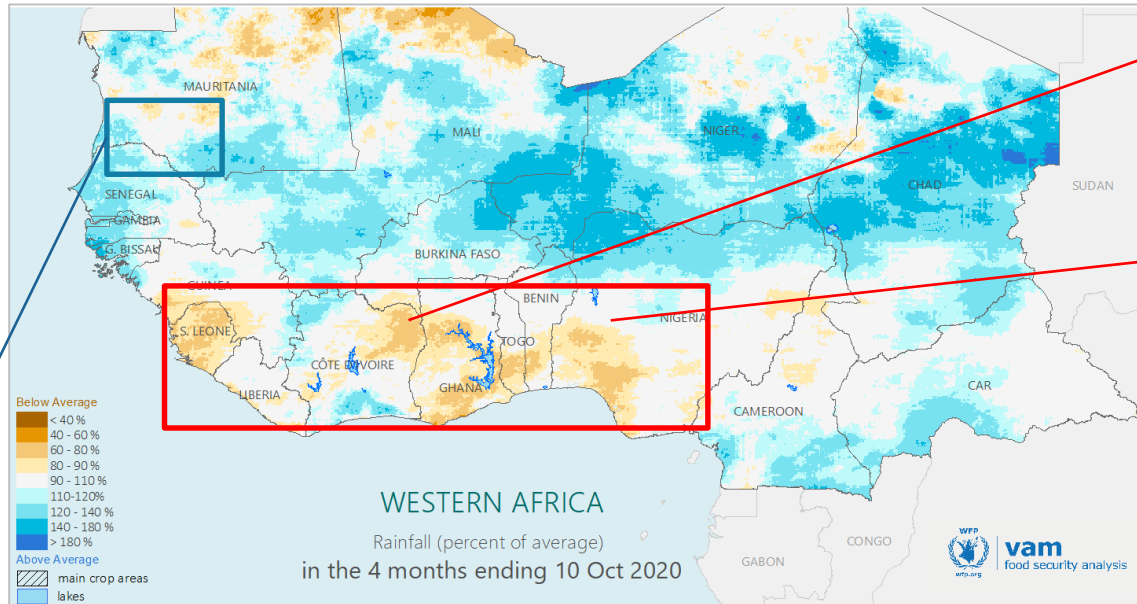 MAURITANIA
MALI
NIGER
CHAD
SUDAN
SENEGAL
GAMBIA
G. BISSAU
BURKINA FASO
GUINEA
BENIN
NIGERIA
S. LEONE
TOGO
CÔTE D'IVOIRE
GHANA
LIBERIA
CAR
CAMEROON
GABON
CONGO
Below Average
< 40 %
40 - 60 %
60 - 80 %
80 - 90 %
90 - 110 %
110-120%
120 - 140 %
140 - 180 %
> 180 %
Above Average
main crop areas
lakes
WESTERN AFRICA
Rainfall (percent of average)
in the 4 months ending 10 Oct 2020
WFP
wfp.org
vam
food security analysis